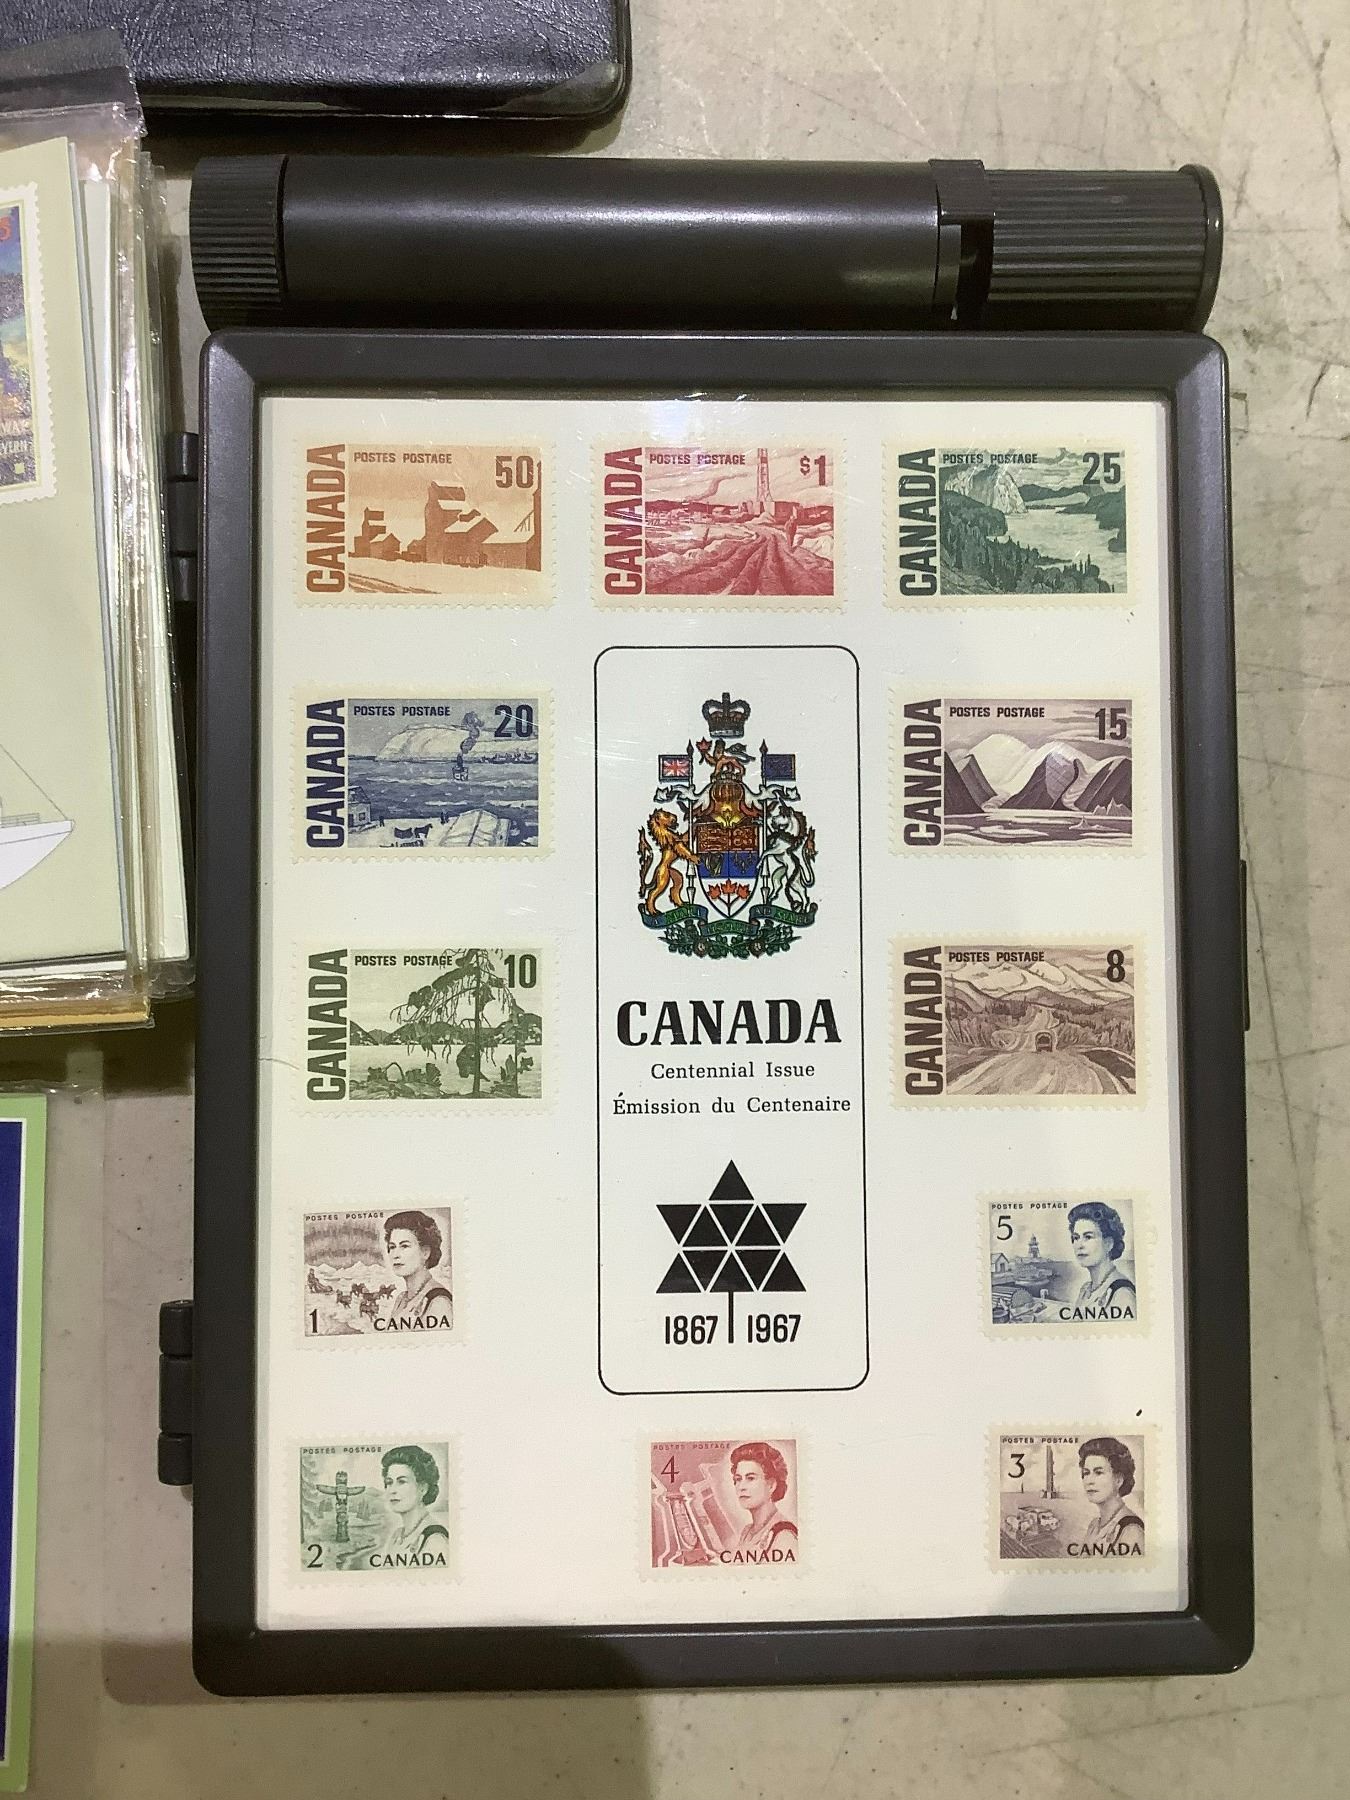 CANADA
POSTES POSTAGE
50
CANADA
POSTES POSTAGE
$1
CANADA
POSTES POSTAGE
25
CANADA
POSTES POSTAGE
20
CANADA
POSTES POSTAGE
15
CANADA
POSTES POSTAGE
10
CANADA
POSTES POSTAGE
8
CANADA
Centennial Issue
Émission du Centenaire
1867 1967
POSTES POSTAGE
1
CANADA
POSTES POSTAGE
5
CANADA
POSTES POSTAGE
2
CANADA
POSTES POSTAGE
4
CANADA
POSTES POSTAGE
3
CANADA